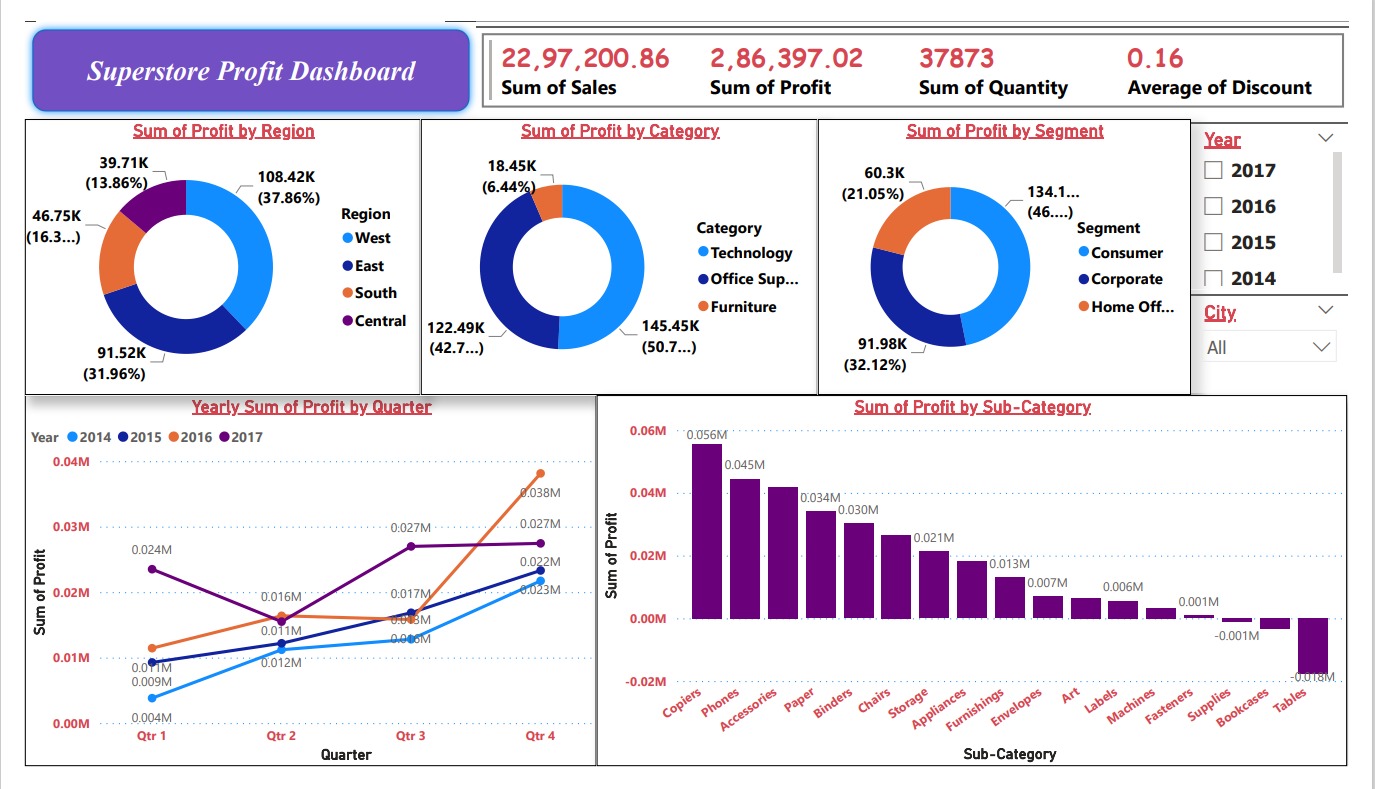 Superstore Profit Dashboard
22,97,200.86
Sum of Sales
2,86,397.02
Sum of Profit
37873
Sum of Quantity
0.16
Average of Discount
Sum of Profit by Region
39.71K
(13.86%)
108.42K
(37.86%)
46.75K
(16.3...)
91.52K
(31.96%)
Region
West
East
South
Central
Sum of Profit by Category
18.45K
(6.44%)
122.49K
(42.7...)
145.45K
(50.7...)
Category
Technology
Office Sup...
Furniture
Sum of Profit by Segment
60.3K
(21.05%)
134.1...
(46....)
91.98K
(32.12%)
Segment
Consumer
Corporate
Home Off...
Year
2017
2016
2015
2014
City
All
Yearly Sum of Profit by Quarter
Year 2014 2015 2016 2017
Sum of Profit
0.04M
0.03M
0.02M
0.01M
0.00M
0.024M
0.011M
0.009M
0.004M
0.016M
0.011M
0.012M
0.027M
0.017M
0.013M
0.016M
0.038M
0.027M
0.022M
0.023M
Qtr 1 Qtr 2 Qtr 3 Qtr 4
Quarter
Sum of Profit by Sub-Category
Sum of Profit
0.06M
0.04M
0.02M
0.00M
-0.02M
0.056M
0.045M
0.034M
0.030M
0.021M
0.013M
0.007M
0.006M
0.001M
-0.001M
-0.018M
Copiers
Phones
Accessories
Paper
Binders
Chairs
Storage
Appliances
Furnishings
Envelopes
Art
Labels
Machines
Fasteners
Supplies
Bookcases
Tables
Sub-Category